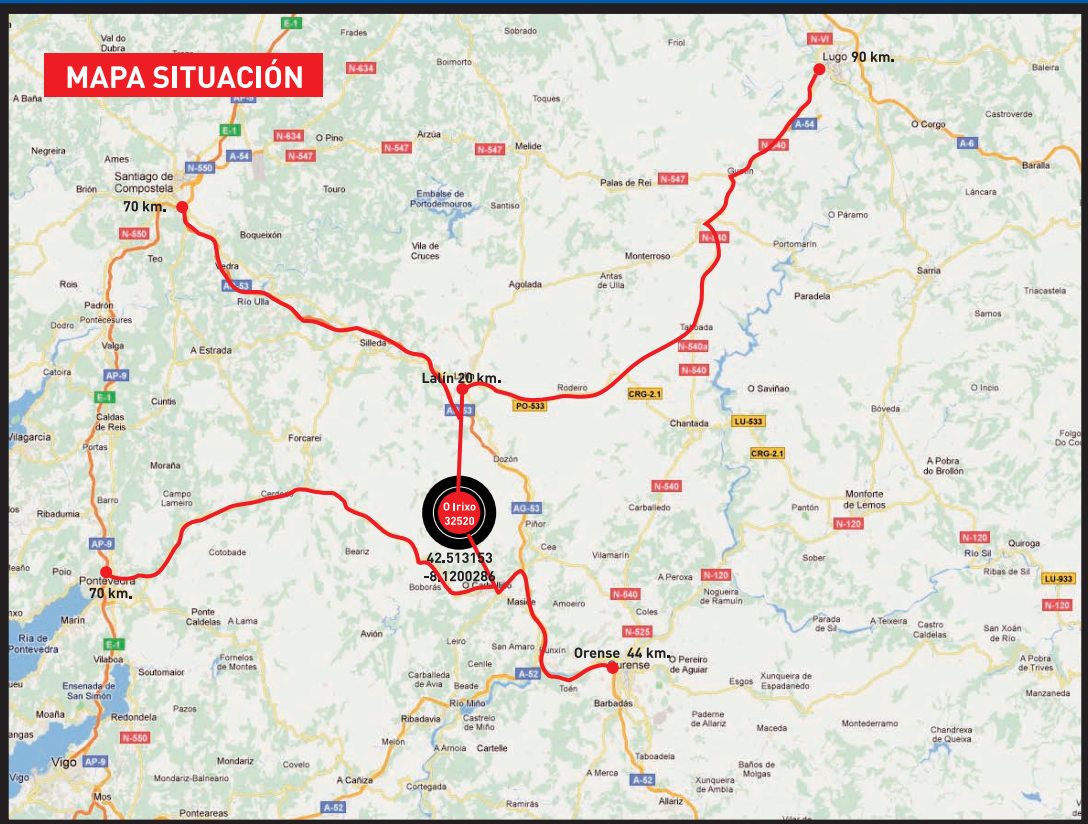 E-1
Frades
Sobrado
N-VI
Val do
Dubra
Friol
Lugo 90 km.
MAPA SITUACIÓN
N-634
Boimorto
Baleira
A Baña
AP-9
Toques
Castroverde
E-1
N-634
O Pino
Arzúa
A-54
O Corgo
Negreira
Ames
N-550
A-54
N-547
N-547
N-547
Melide
N-540
A-6
Baralla
Santiago de
Compostela
Brión
Touro
Embalse de
Portodemouros
Santiso
Palas de Rei
N-547
Guntín
Láncara
70 km.
O Páramo
N-550
Teo
Boqueixón
Vila de
Cruces
N-540
Portomarín
Monterroso
Sarria
Rois
Vedra
AP-53
Agolada
Antas
de Ulla
Paradela
Triacastela
Padrón
Río Ulla
Samos
Dodro
Pontecesures
Valga
A Estrada
Silleda
Taboada
N-540a
Catoira
AP-9
Lalín 20 km.
N-540
E-1
Rodeiro
O Saviñao
O Incio
Caldas
de Reis
Cuntis
AG-53
PO-533
CRG-2.1
Bóveda
Vilagarcia
Forcarei
Chantada
LU-533
Portas
Dozón
CRG-2.1
Folgo
Do Co
A Pobra
do Brollón
Moraña
Barro
Campo
Lameiro
Cerdedo
O Irixo
32520
N-540
Monforte
de Lemos
Ribadumia
AG-53
Carballedo
Pantón
N-120
Piñor
AP-9
Cotobade
Beariz
42.513153
-8.1200286
Cea
Vilamarín
N-120
Quiroga
Sober
Río Sil
Ribas de Sil
Meaño
Poio
Pontevedra
70 km.
Boborás
O Carballiño
Maside
Amoeiro
A Peroxa
N-120
LU-933
Nogueira
de Ramuín
N-540
N-120
Marín
Ponte
Caldelas
A Lama
Coles
Parada
de Sil
A Teixeira
Castro
Caldelas
San Xoán
de Río
Ría de
Pontevedra
E-1
Avión
Leiro
San Amaro
Punxín
N-525
Orense 44 km.
Ourense
O Pereiro
de Aguiar
Vilaboa
Soutomaior
Fornelos
de Montes
Cenlle
A-52
A Pobra
de Trives
Ensenada de
San Simón
Carballeda
de Avia
Beade
Toén
Esgos
Xunqueira de
Espadanedo
Manzaneda
Moaña
Redondela
Pazos
Río Miño
Barbadás
Ribadavia
Castrelo
de Miño
Paderne
de Allariz
Maceda
Montederramo
Chandrexa
de Queixa
N-550
Melón
A Arnoia
Cartelle
Taboadela
Vigo
AP-9
Mondariz
Covelo
Baños de
Molgas
Vigo
Mondariz-Balneario
A Cañiza
Cortegada
A Merca
A-52
Xunqueira
de Ambía
Mos
Ponteareas
A-52
Ramirás
Allariz